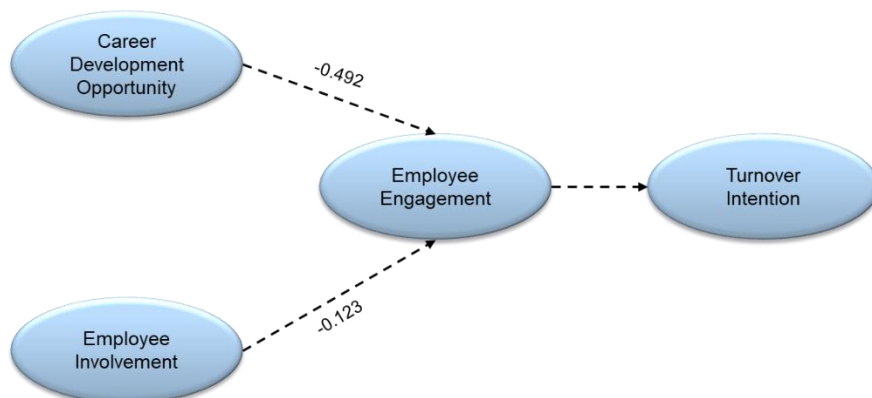 Career
Development
Opportunity
-0.492
Employee
Engagement
Turnover
Intention
-0.123
Employee
Involvement